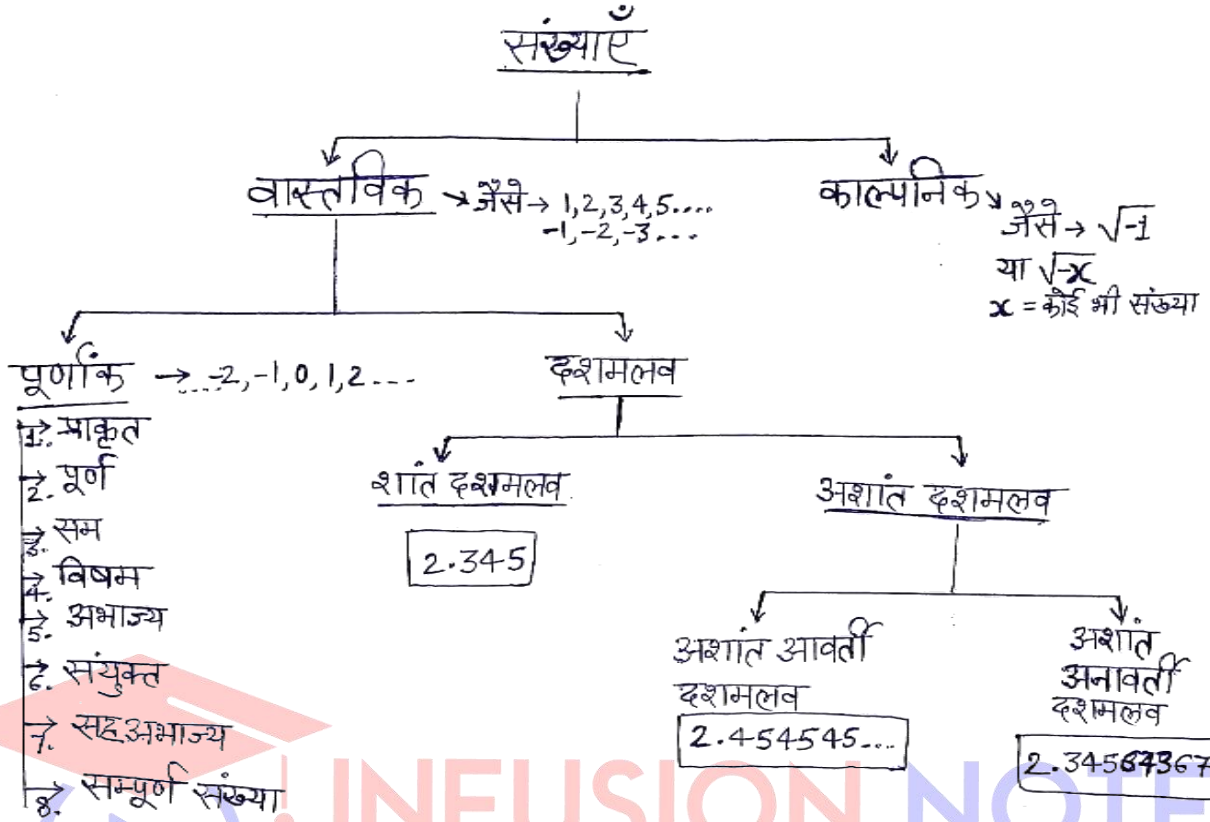 संख्याएँ
वास्तविक → जैसे → 1,2,3,4,5....
-1,-2,-3...
काल्पनिक
जैसे → √-1
या √-x
x = कोई भी संख्या
पूर्णांक → ...-2,-1,0,1,2...
दशमलव
1. प्राकृत
2. पूर्ण
3. सम
4. विषम
5. अभाज्य
6. संयुक्त
7. सहअभाज्य
8. सम्पूर्ण संख्या
शांत दशमलव
2.345
अशांत दशमलव
अशांत आवर्ती
दशमलव
2.454545...
अशांत
अनावर्ती
दशमलव
INFUSION NOTE